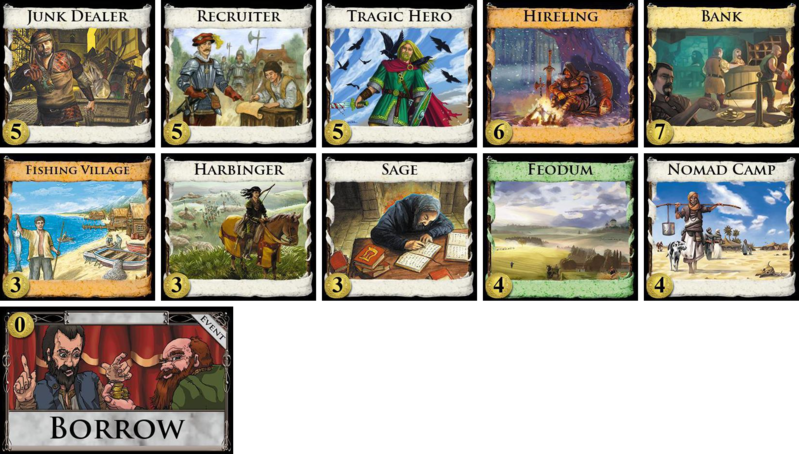 JUNK DEALER
5
RECRUITER
5
TRAGIC HERO
5
HIRELING
6
BANK
7
FISHING VILLAGE
3
HARBINGER
3
SAGE
3
FEODUM
4
NOMAD CAMP
4
0
EVENT
BORROW